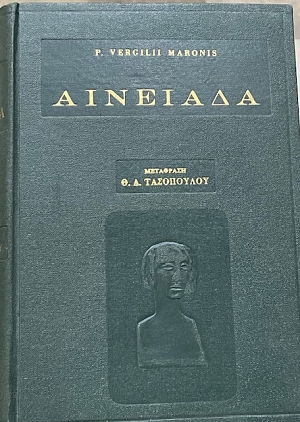 P. VERGILII MARONIS
ΑΙΝΕΙΑΔΑ
ΜΕΤΑΦΡΑΣΗ
Θ. Δ. ΤΑΣΟΠΟΥΛΟΥ